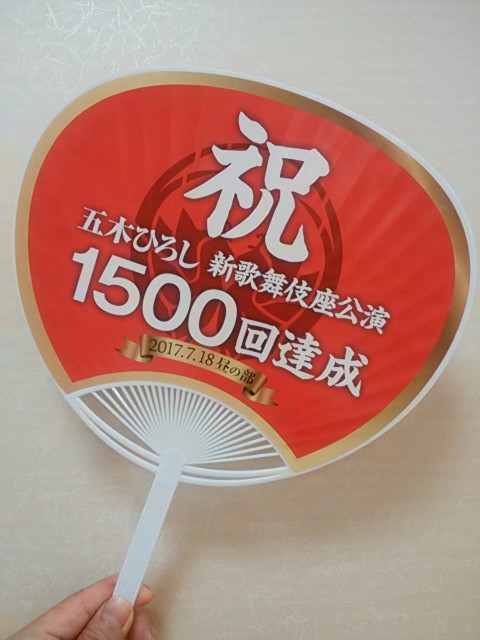 祝
五木ひろし 新歌舞伎座公演
1500回達成
2017.7.18昼の部